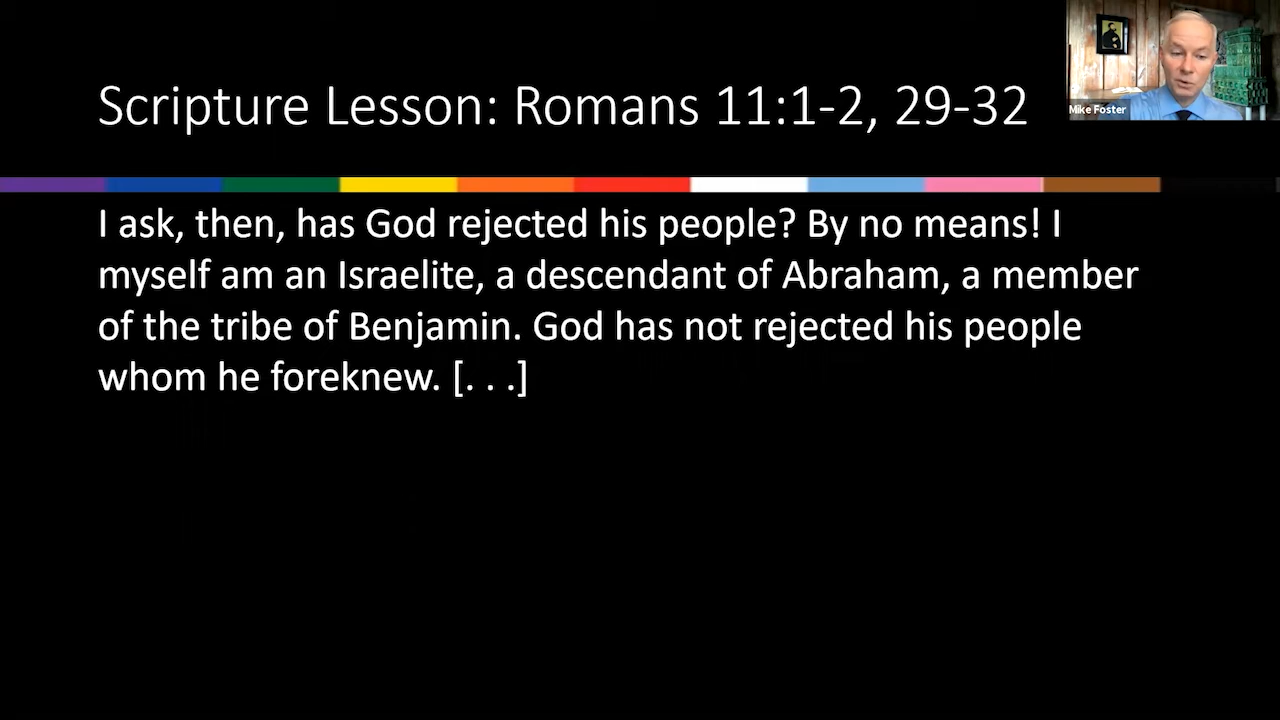 Scripture Lesson: Romans 11:1-2, 29-32
Mike Foster
I ask, then, has God rejected his people? By no means! I
myself am an Israelite, a descendant of Abraham, a member
of the tribe of Benjamin. God has not rejected his people
whom he foreknew. [. . .]